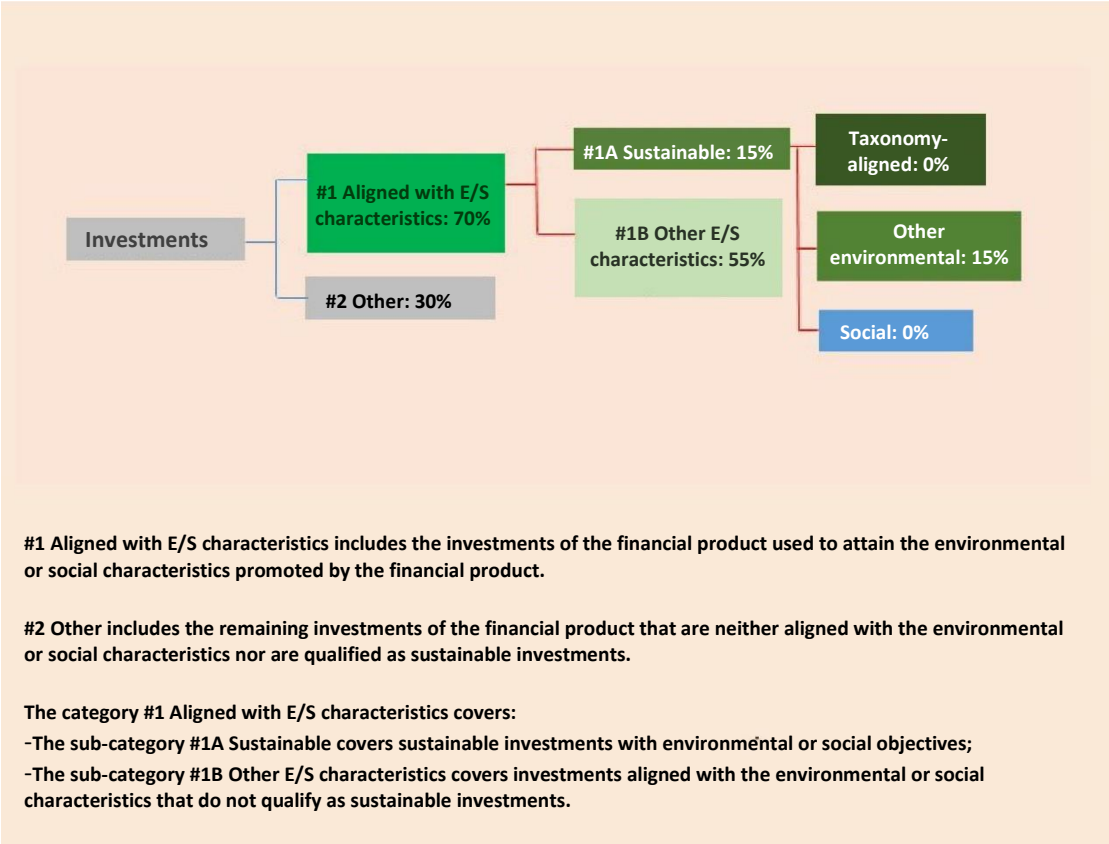 Investments
#1 Aligned with E/S
characteristics: 70%
#2 Other: 30%
#1A Sustainable: 15%
#1B Other E/S
characteristics: 55%
Taxonomy-
aligned: 0%
Other
environmental: 15%
Social: 0%
#1 Aligned with E/S characteristics includes the investments of the financial product used to attain the environmental
or social characteristics promoted by the financial product.
#2 Other includes the remaining investments of the financial product that are neither aligned with the environmental
or social characteristics nor are qualified as sustainable investments.
The category #1 Aligned with E/S characteristics covers:
-The sub-category #1A Sustainable covers sustainable investments with environmental or social objectives;
-The sub-category #1B Other E/S characteristics covers investments aligned with the environmental or social
characteristics that do not qualify as sustainable investments.